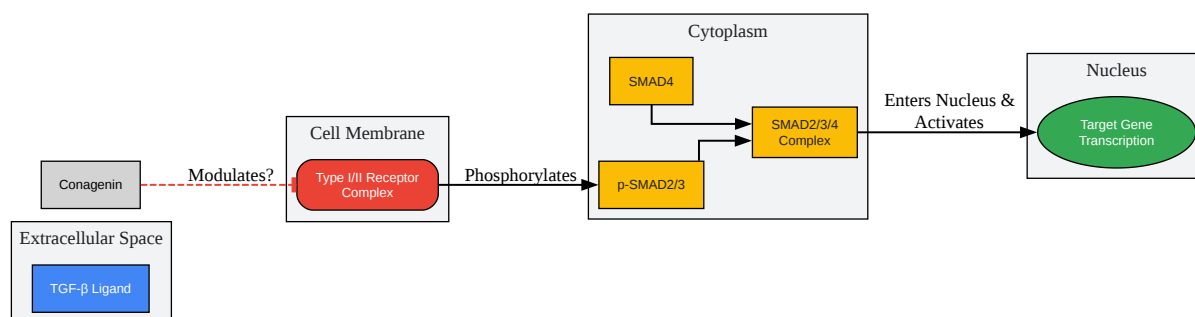 Conagenin
Extracellular Space
TGF-β Ligand
Modulates?
Cell Membrane
Type I/II Receptor
Complex
Phosphorylates
Cytoplasm
SMAD4
p-SMAD2/3
SMAD2/3/4
Complex
Enters Nucleus &
Activates
Nucleus
Target Gene
Transcription